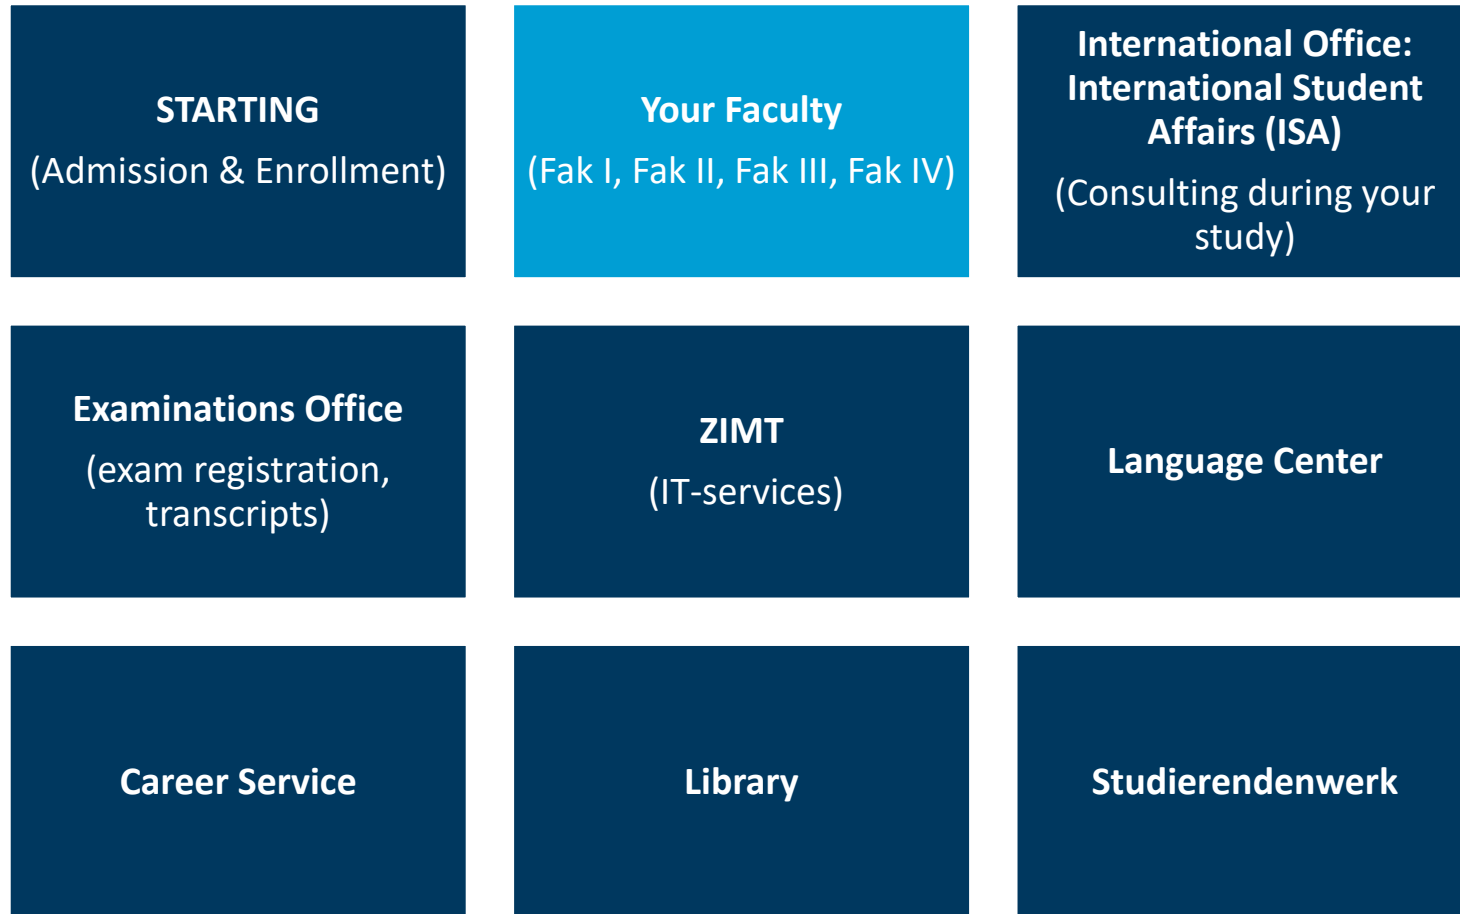 STARTING
(Admission & Enrollment)
Your Faculty
(Fak I, Fak II, Fak III, Fak IV)
International Office:
International Student
Affairs (ISA)
(Consulting during your
study)
Examinations Office
(exam registration,
transcripts)
ZIMT
(IT-services)
Language Center
Career Service
Library
Studierendenwerk